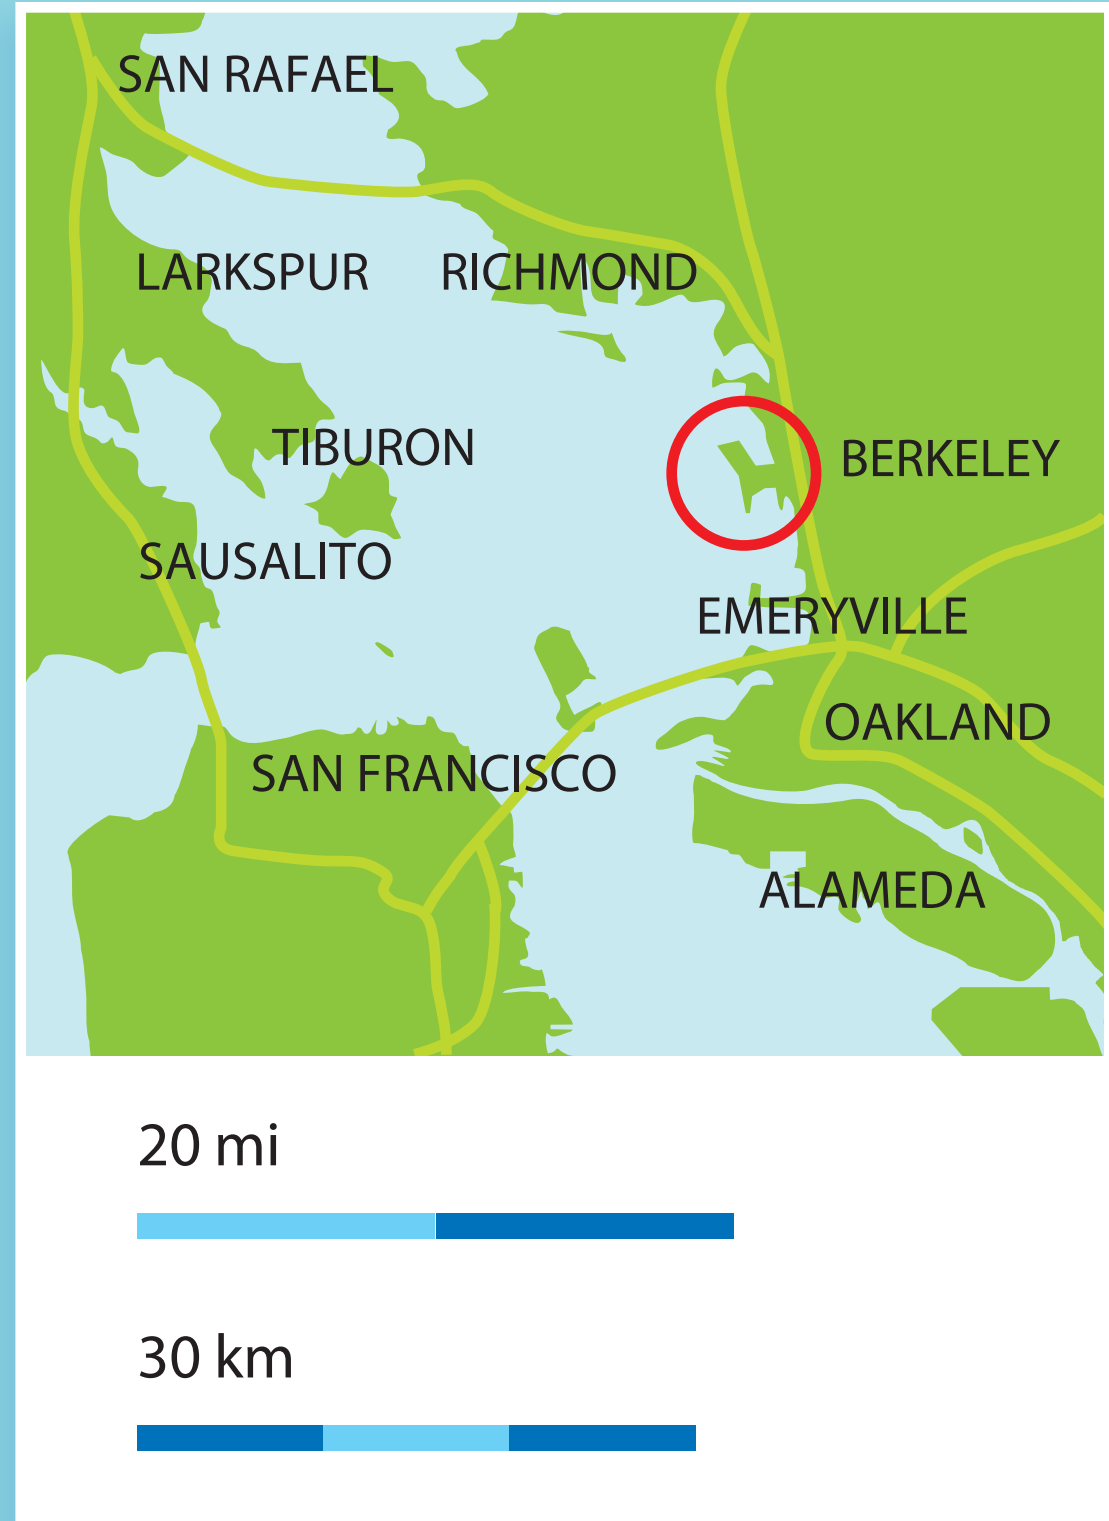 SAN RAFAEL
LARKSPUR
RICHMOND
TIBURON
BERKELEY
SAUSALITO
EMERYVILLE
OAKLAND
SAN FRANCISCO
ALAMEDA
20 mi
30 km